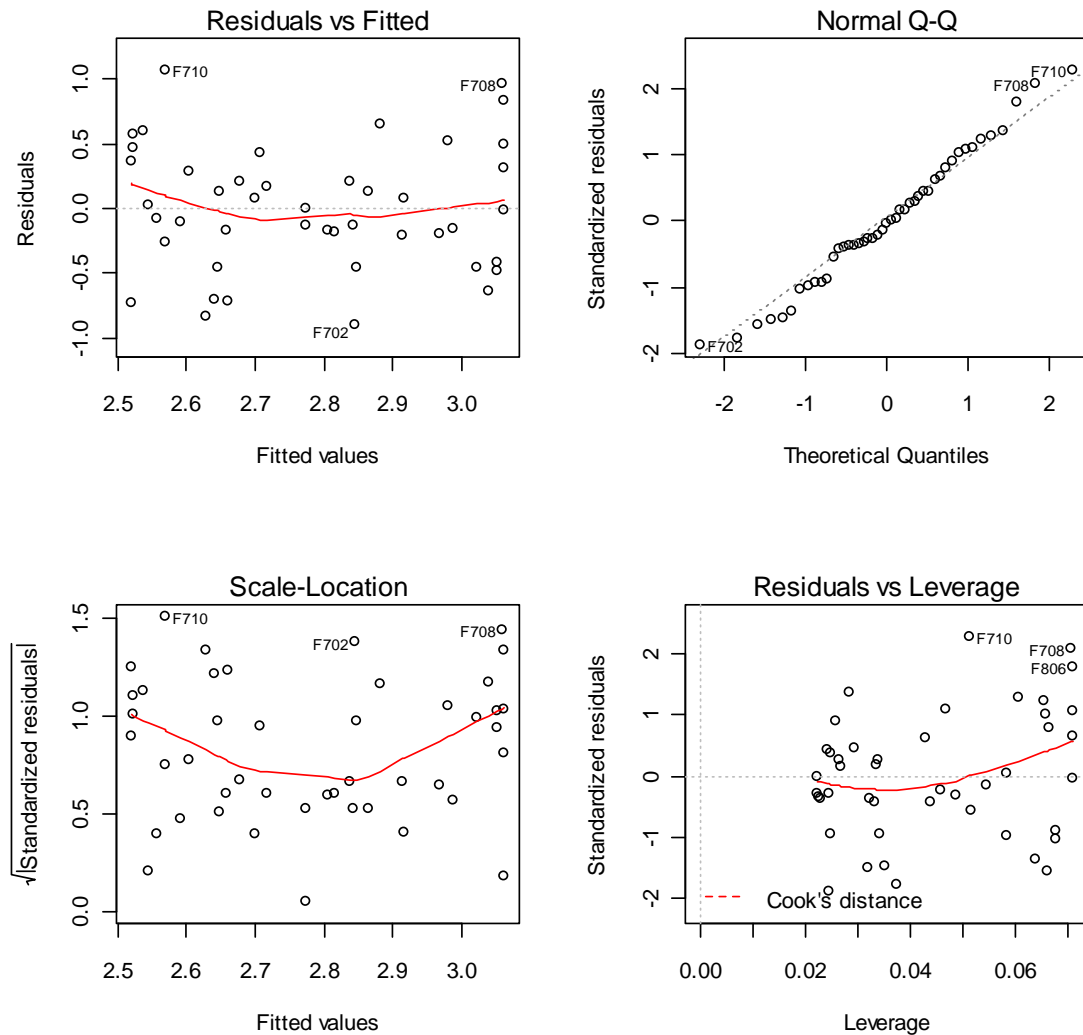 Residuals vs Fitted
Residuals
1.0
0.5
0.0
-0.5
-1.0
F710
F708
F702
2.5 2.6 2.7 2.8 2.9 3.0
Fitted values
Normal Q-Q
Standardized residuals
2
1
0
-1
-2
F710
F708
F702
-2 -1 0 1 2
Theoretical Quantiles
Scale-Location
√|Standardized residuals|
1.5
1.0
0.5
0.0
F710
F702
F708
2.5 2.6 2.7 2.8 2.9 3.0
Fitted values
Residuals vs Leverage
Standardized residuals
2
1
0
-1
-2
F710
F708
F806
Cook's distance
0.00 0.02 0.04 0.06
Leverage